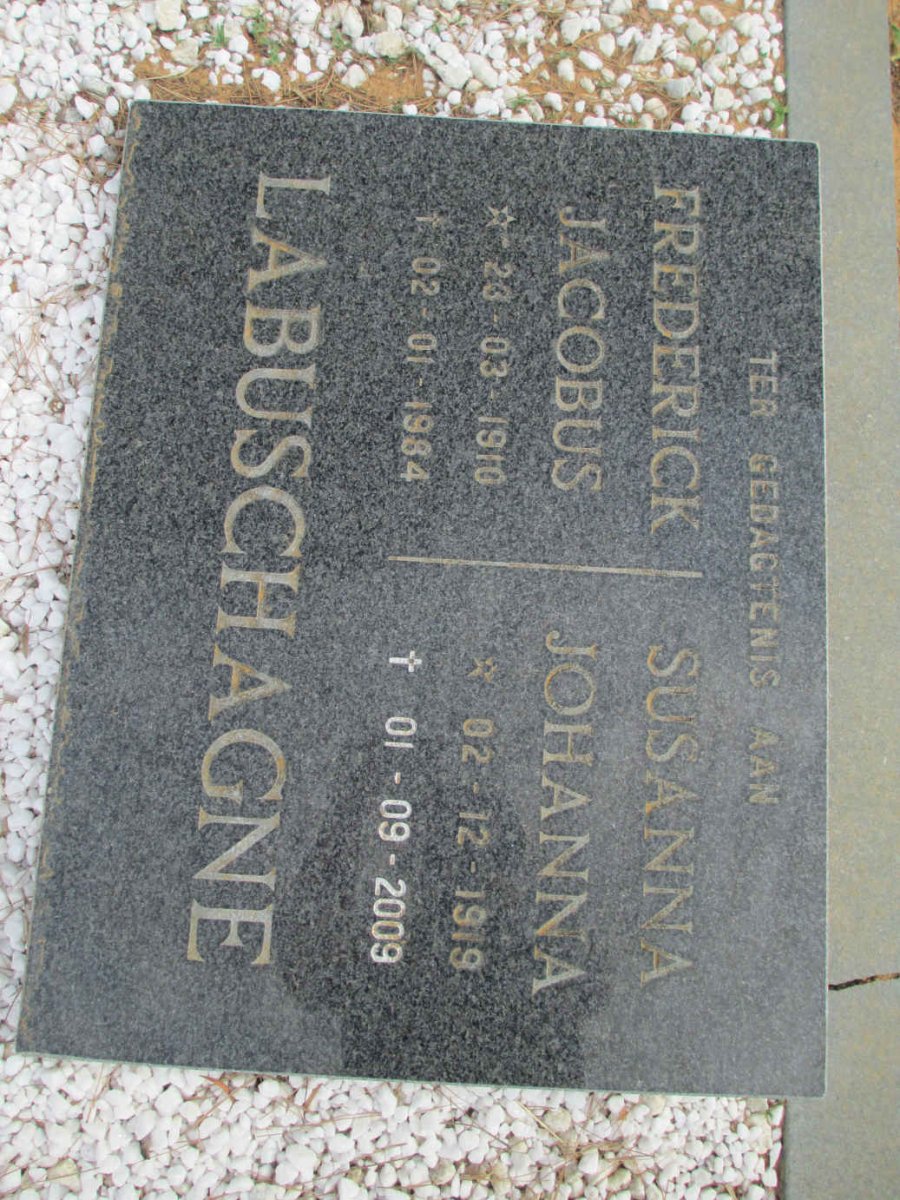 TER GEDAGTENIS AAN
FREDERICK
JACOBUS
☆ 23 - 03 - 1910
† 02 - 01 - 1984
SUSANNA
JOHANNA
☆ 02 - 12 - 1919
† 01 - 09 - 2009
LABUSCHAGNE